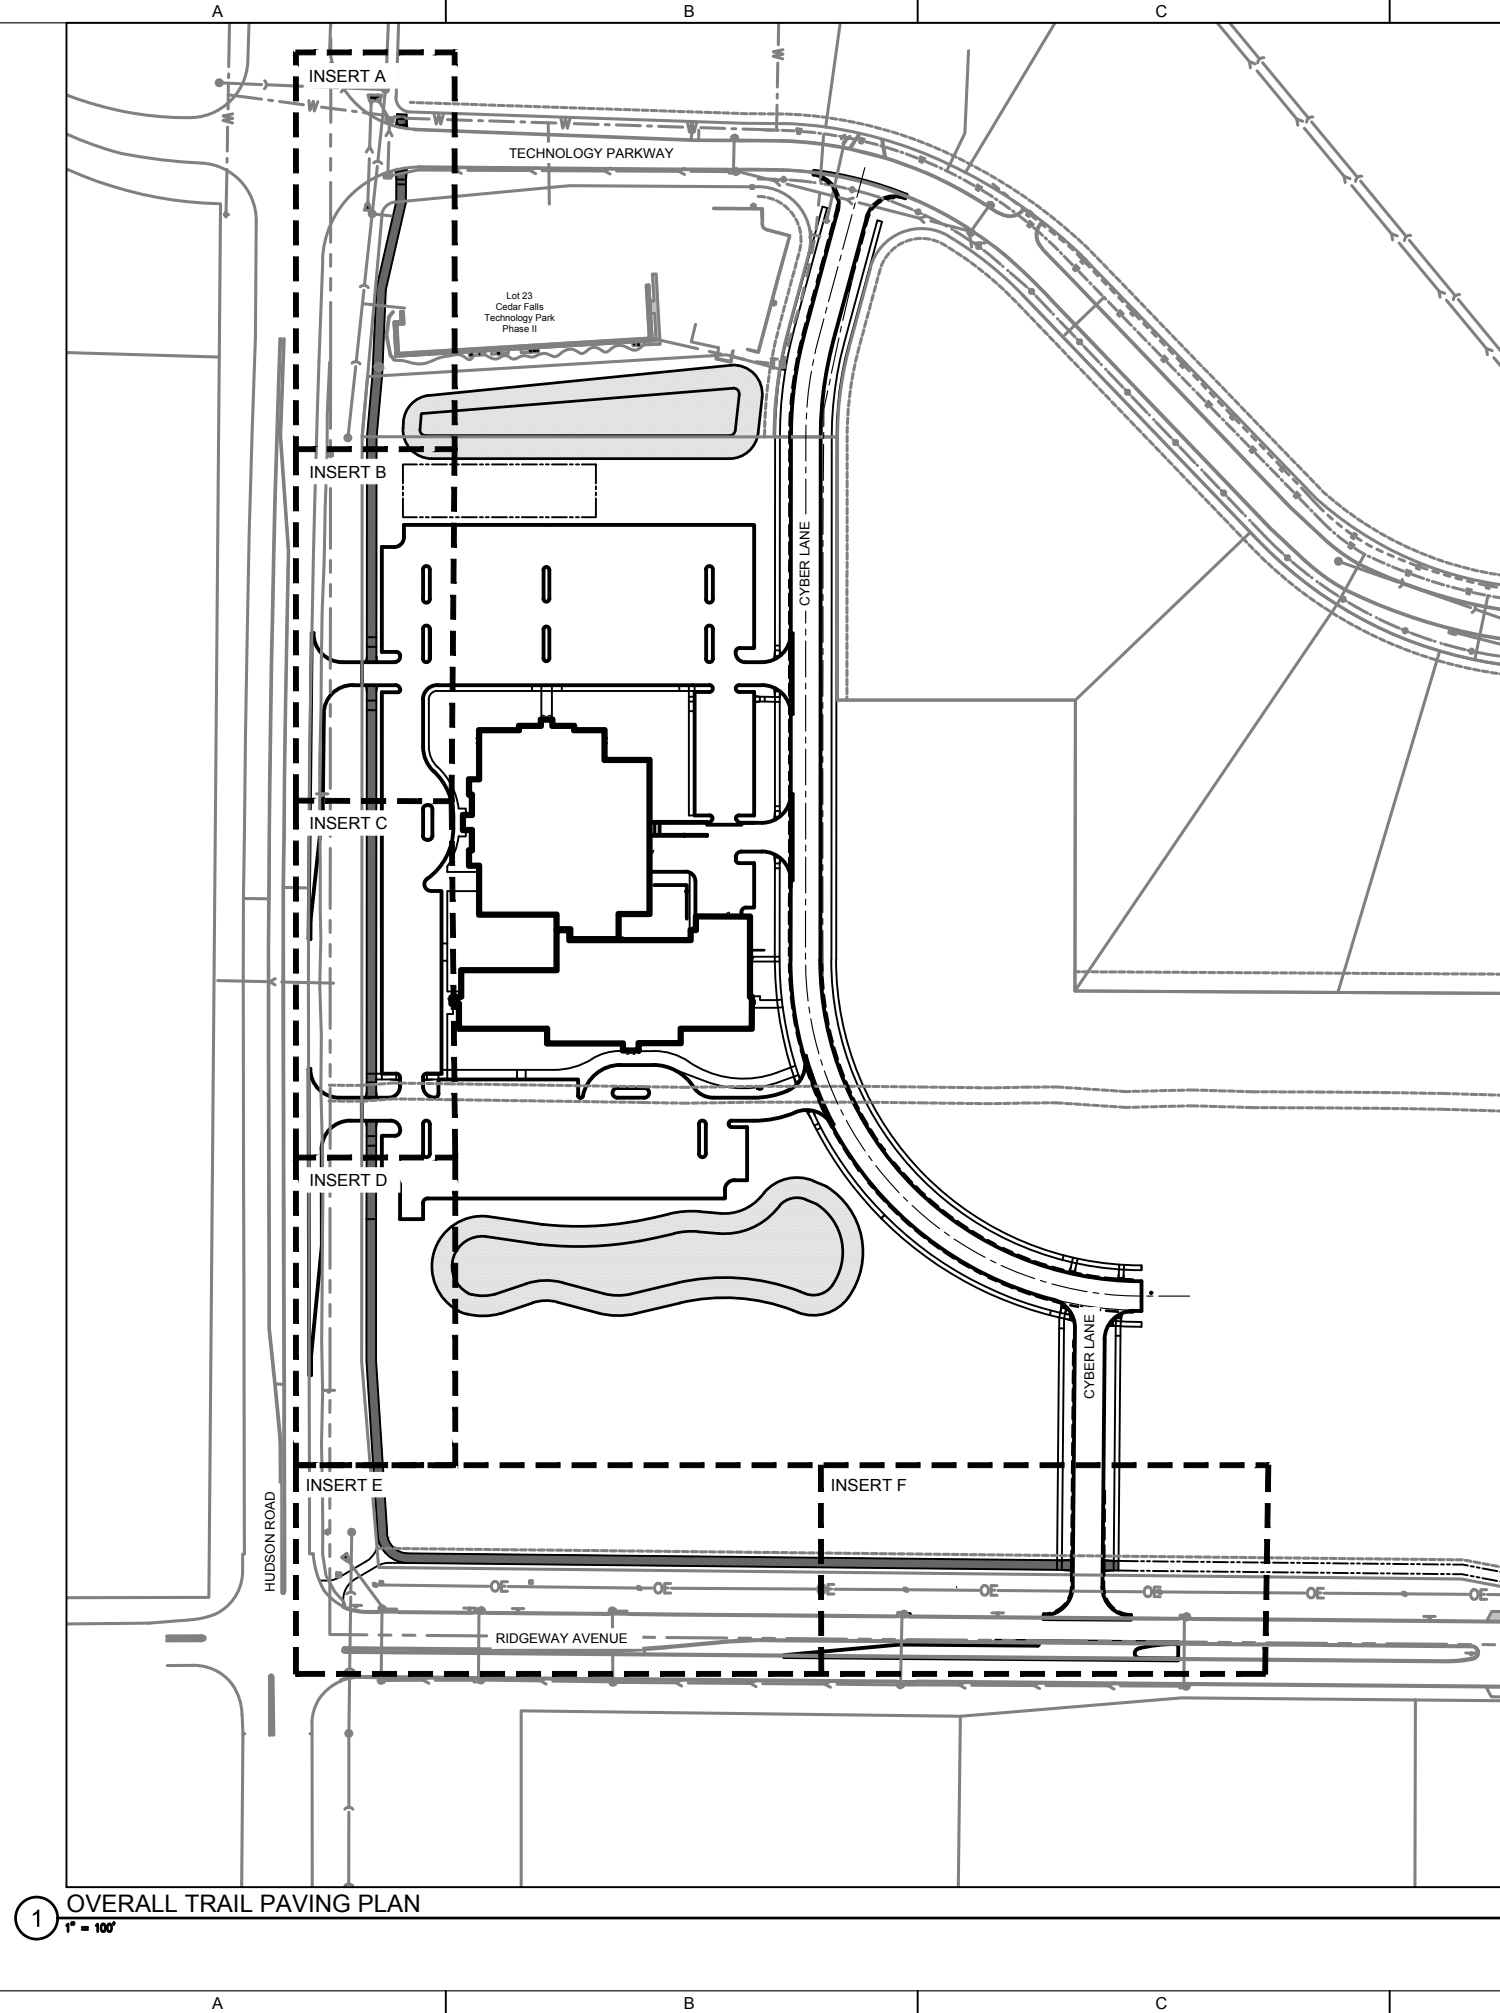 A B C
INSERT A
W
W
W
W
W
W
TECHNOLOGY PARKWAY
Lot 23
Cedar Falls
Technology Park
Phase II
INSERT B
CYBER LANE
INSERT C
INSERT D
CYBER LANE
INSERT E
INSERT F
HUDSON ROAD
OE OE OE OE OE OE OE
RIDGEWAY AVENUE
1 OVERALL TRAIL PAVING PLAN
1" = 100'
A B C